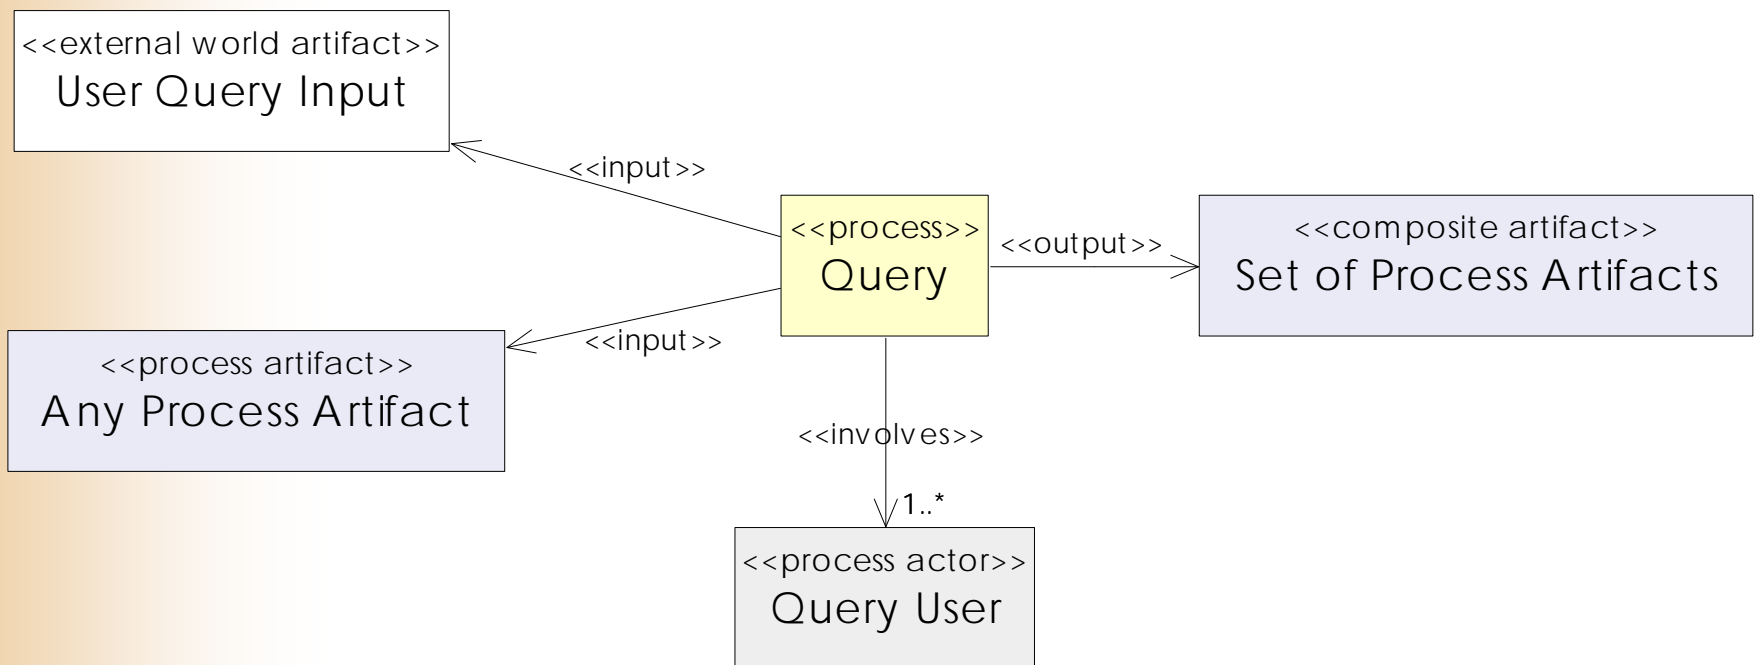 <<external world artifact>>
User Query Input
<<input>>
<<process>>
Query
<<output>>
<<composite artifact>>
Set of Process Artifacts
<<input>>
<<process artifact>>
Any Process Artifact
<<involves>>
1..*
<<process actor>>
Query User